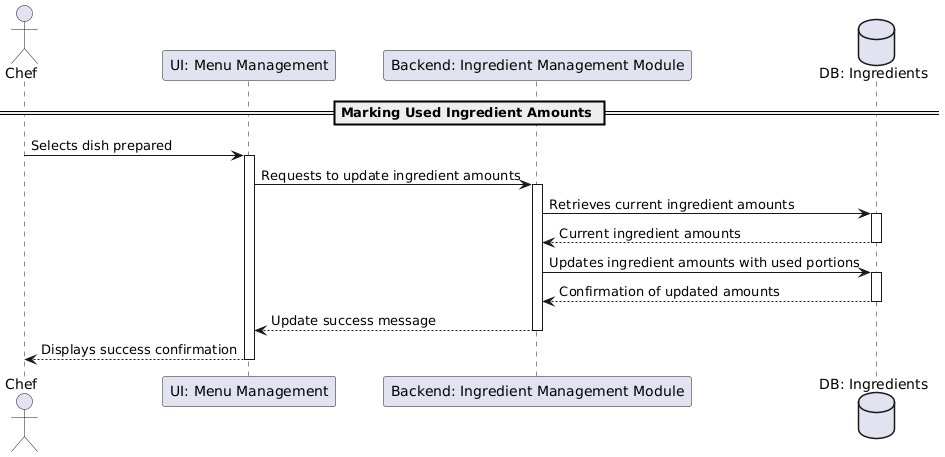 Chef
UI: Menu Management
Backend: Ingredient Management Module
DB: Ingredients
Marking Used Ingredient Amounts
Selects dish prepared
Requests to update ingredient amounts
Retrieves current ingredient amounts
Current ingredient amounts
Updates ingredient amounts with used portions
Confirmation of updated amounts
Update success message
Displays success confirmation
Chef
UI: Menu Management
Backend: Ingredient Management Module
DB: Ingredients